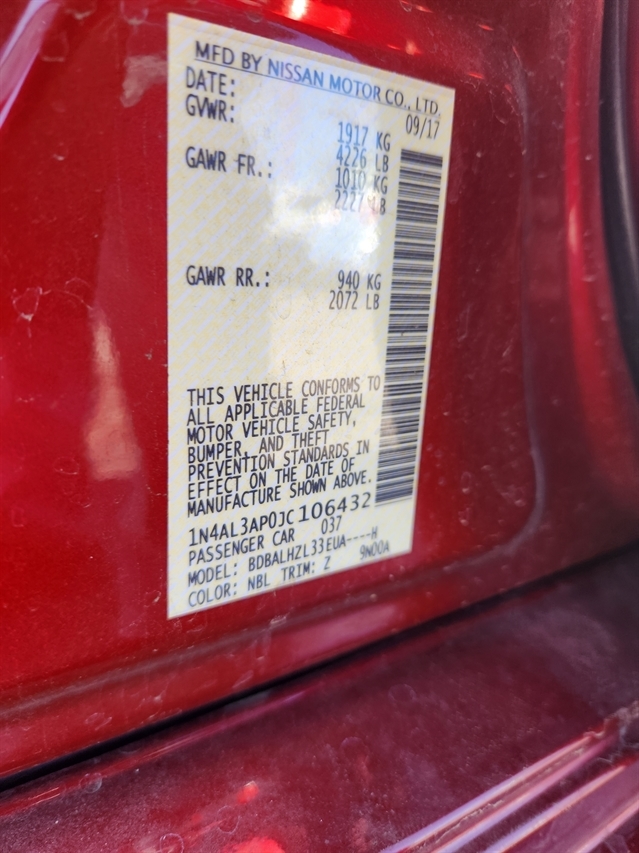 MFD BY NISSAN MOTOR CO., LTD.
DATE: 09/17
GVWR: 1917 KG
4226 LB
GAWR FR.: 1010 KG
2227 LB
GAWR RR.: 940 KG
2072 LB
THIS VEHICLE CONFORMS TO
ALL APPLICABLE FEDERAL
MOTOR VEHICLE SAFETY,
BUMPER, AND THEFT
PREVENTION STANDARDS IN
EFFECT ON THE DATE OF
MANUFACTURE SHOWN ABOVE.
1N4AL3AP0JC106432
PASSENGER CAR 037
MODEL: BDBALHZL33EUA----H
COLOR: NBL TRIM: Z 9N00A